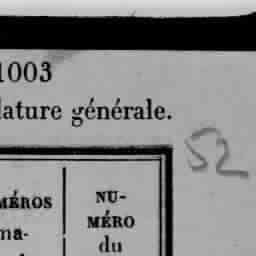 1003
lature générale.
52
MÉROS
ma-
NU-
MÉRO
du